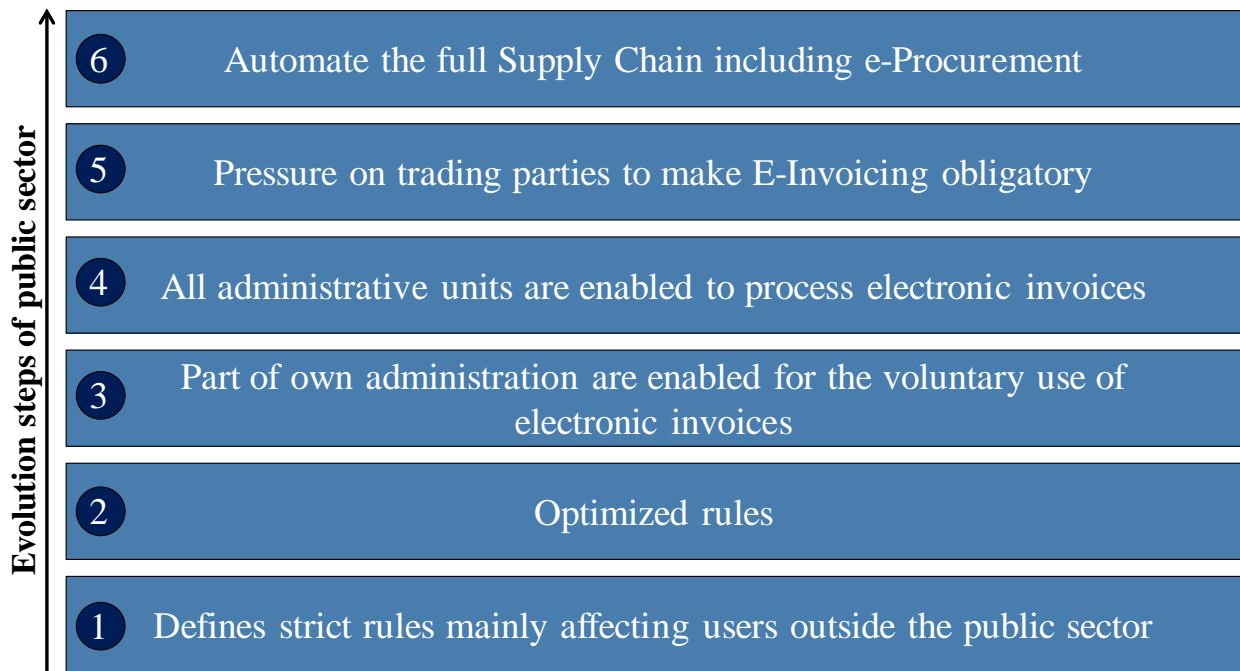 Evolution steps of public sector
6 Automate the full Supply Chain including e-Procurement
5 Pressure on trading parties to make E-Invoicing obligatory
4 All administrative units are enabled to process electronic invoices
3 Part of own administration are enabled for the voluntary use of
electronic invoices
2 Optimized rules
1 Defines strict rules mainly affecting users outside the public sector